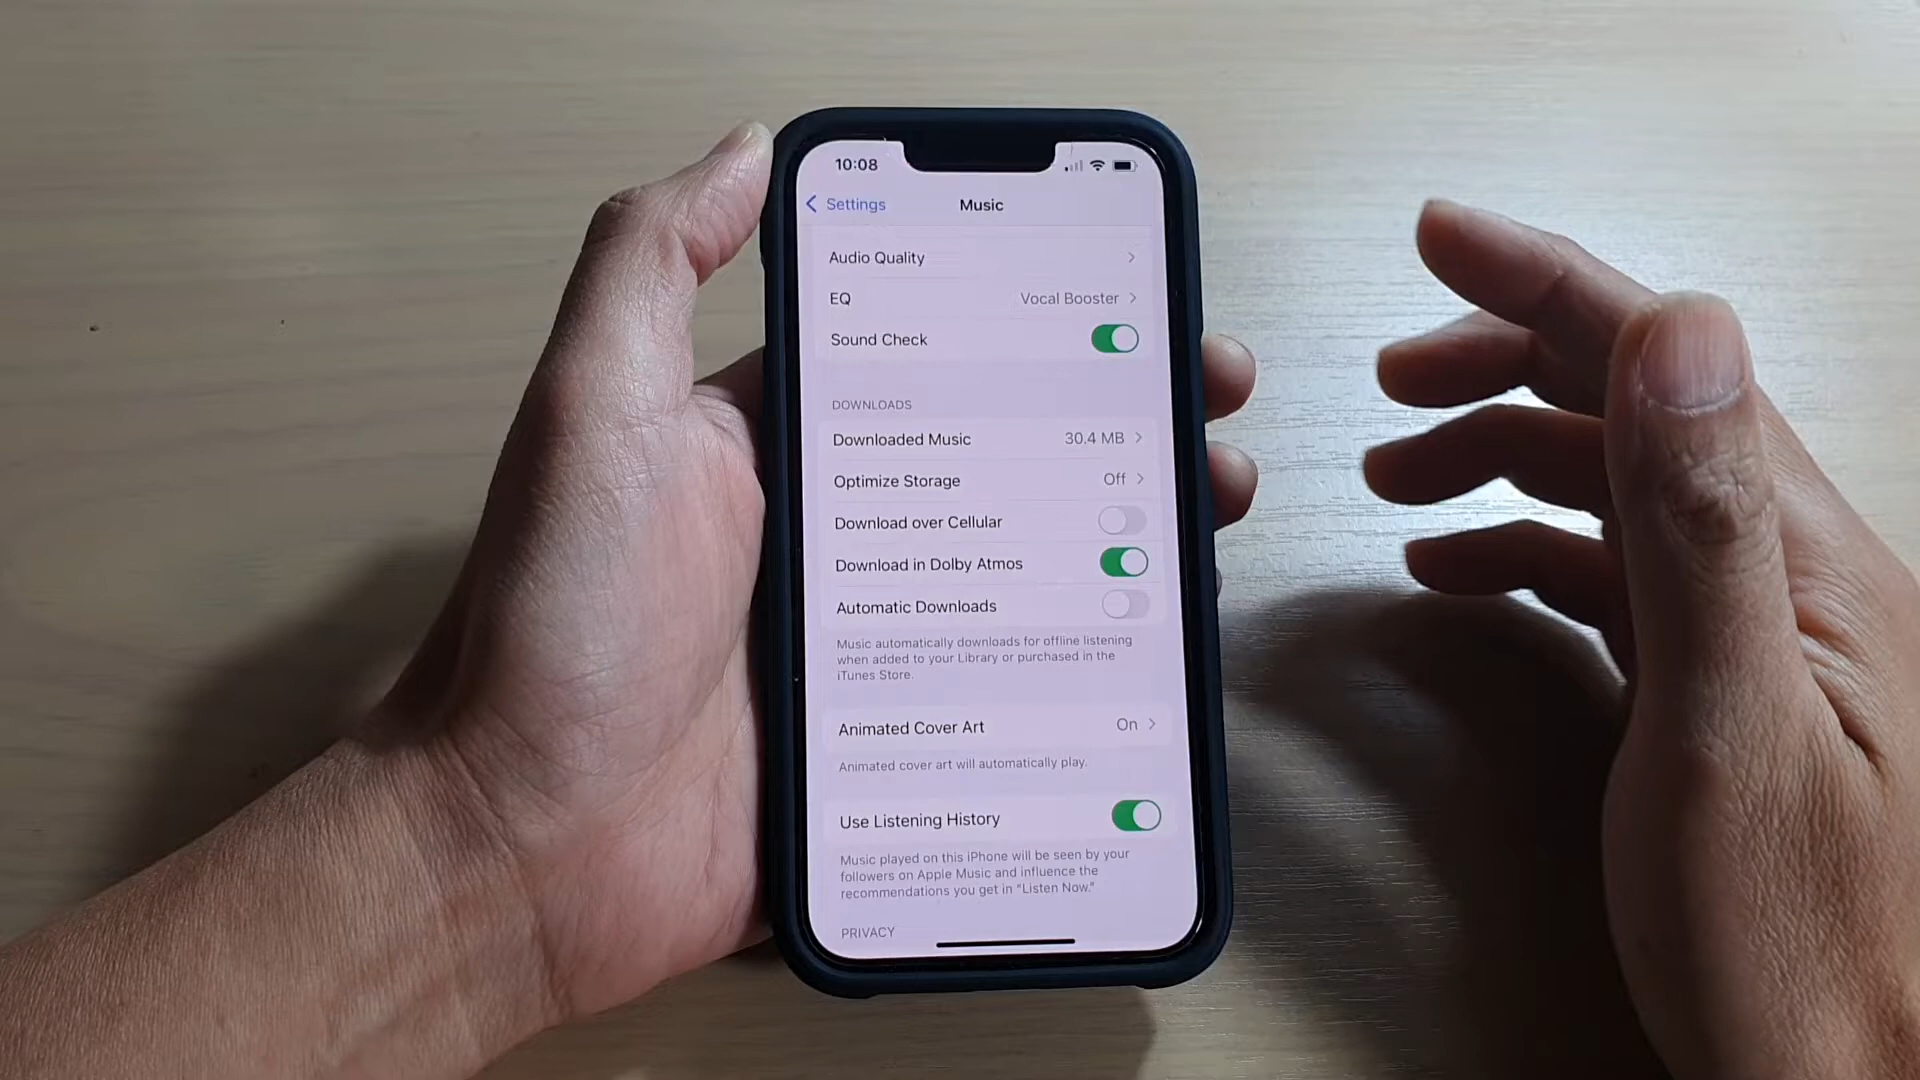 10:08
Settings
Music
Audio Quality
EQ Vocal Booster
Sound Check
DOWNLOADS
Downloaded Music 30.4 MB
Optimize Storage Off
Download over Cellular
Download in Dolby Atmos
Automatic Downloads
Music automatically downloads for offline listening
when added to your Library or purchased in the
iTunes Store.
Animated Cover Art On
Animated cover art will automatically play.
Use Listening History
Music played on this iPhone will be seen by your
followers on Apple Music and influence the
recommendations you get in “Listen Now.”
PRIVACY